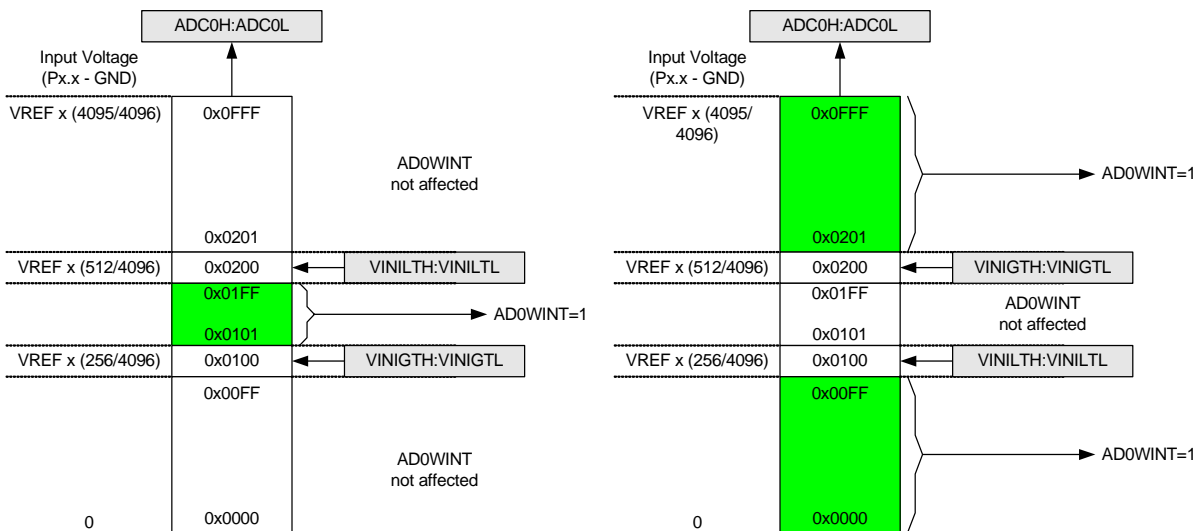 ADC0H:ADC0L
Input Voltage
(Px.x - GND)
VREF x (4095/4096)
0x0FFF
AD0WINT
not affected
0x0201
VREF x (512/4096)
0x0200
VINILTH:VINILTL
0x01FF
AD0WINT=1
0x0101
VREF x (256/4096)
0x0100
VINIGTH:VINIGTL
0x00FF
AD0WINT
not affected
0
0x0000
ADC0H:ADC0L
Input Voltage
(Px.x - GND)
VREF x (4095/
4096)
0x0FFF
AD0WINT=1
0x0201
VREF x (512/4096)
0x0200
VINIGTH:VINIGTL
0x01FF
AD0WINT
not affected
0x0101
VREF x (256/4096)
0x0100
VINILTH:VINILTL
0x00FF
AD0WINT=1
0
0x0000